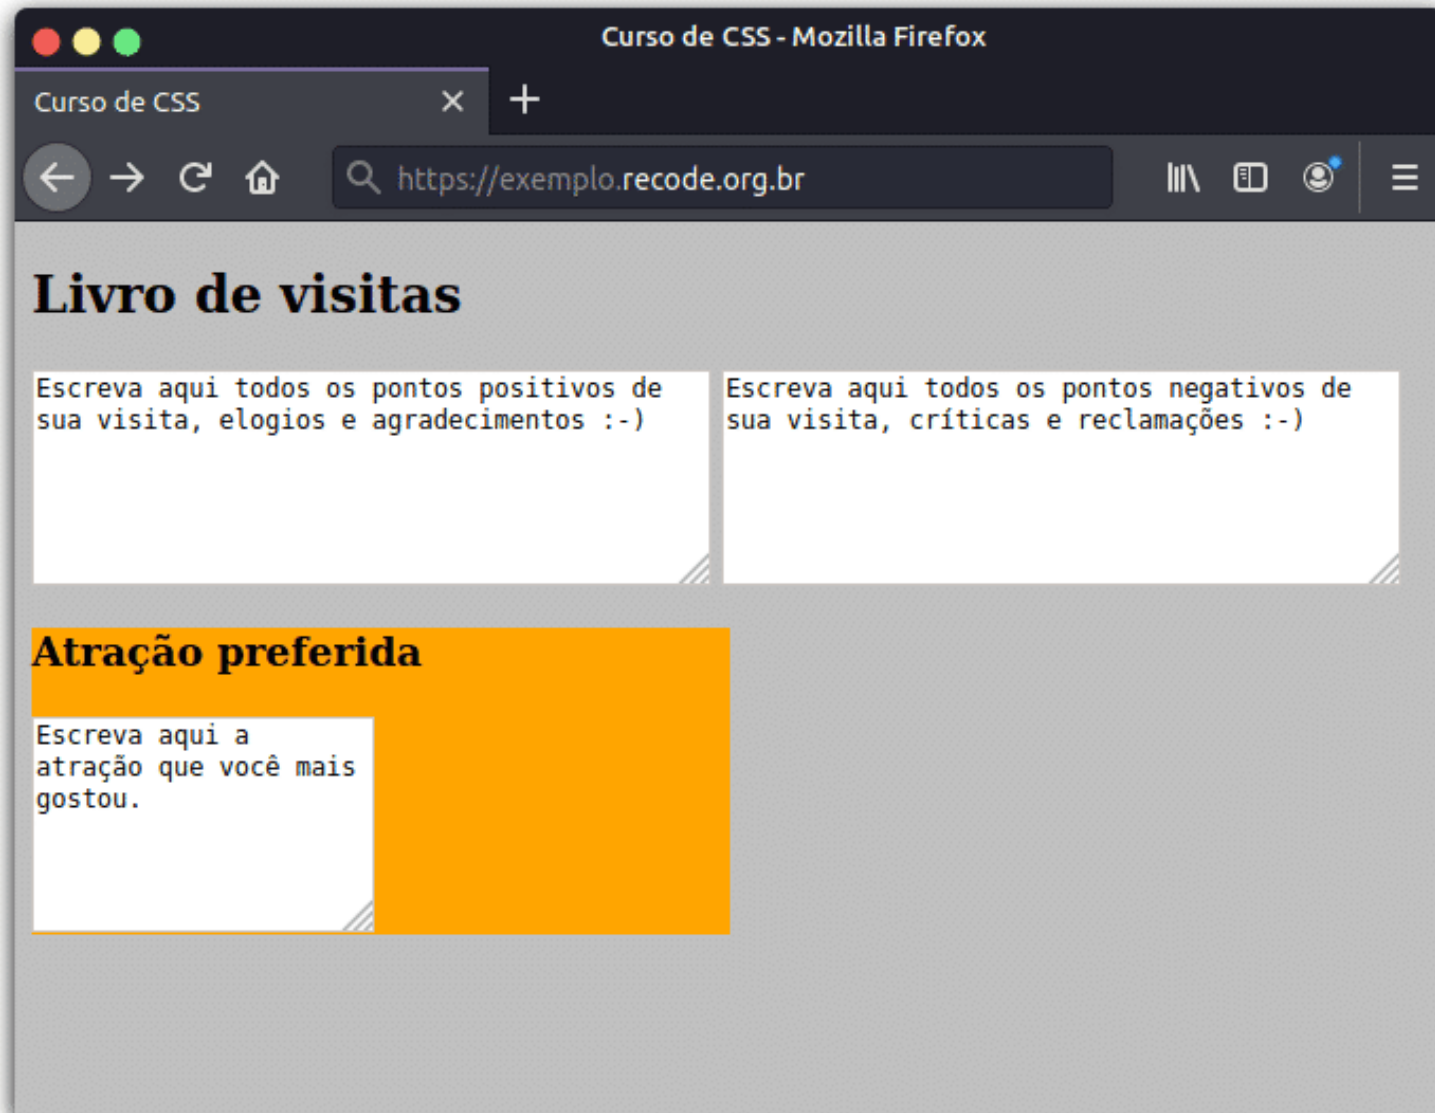 Curso de CSS - Mozilla Firefox
Curso de CSS
https://exemplo.recode.org.br
Livro de visitas
Escreva aqui todos os pontos positivos de
sua visita, elogios e agradecimentos :-)
Escreva aqui todos os pontos negativos de
sua visita, críticas e reclamações :-)
Atração preferida
Escreva aqui a
atração que você mais
gostou.